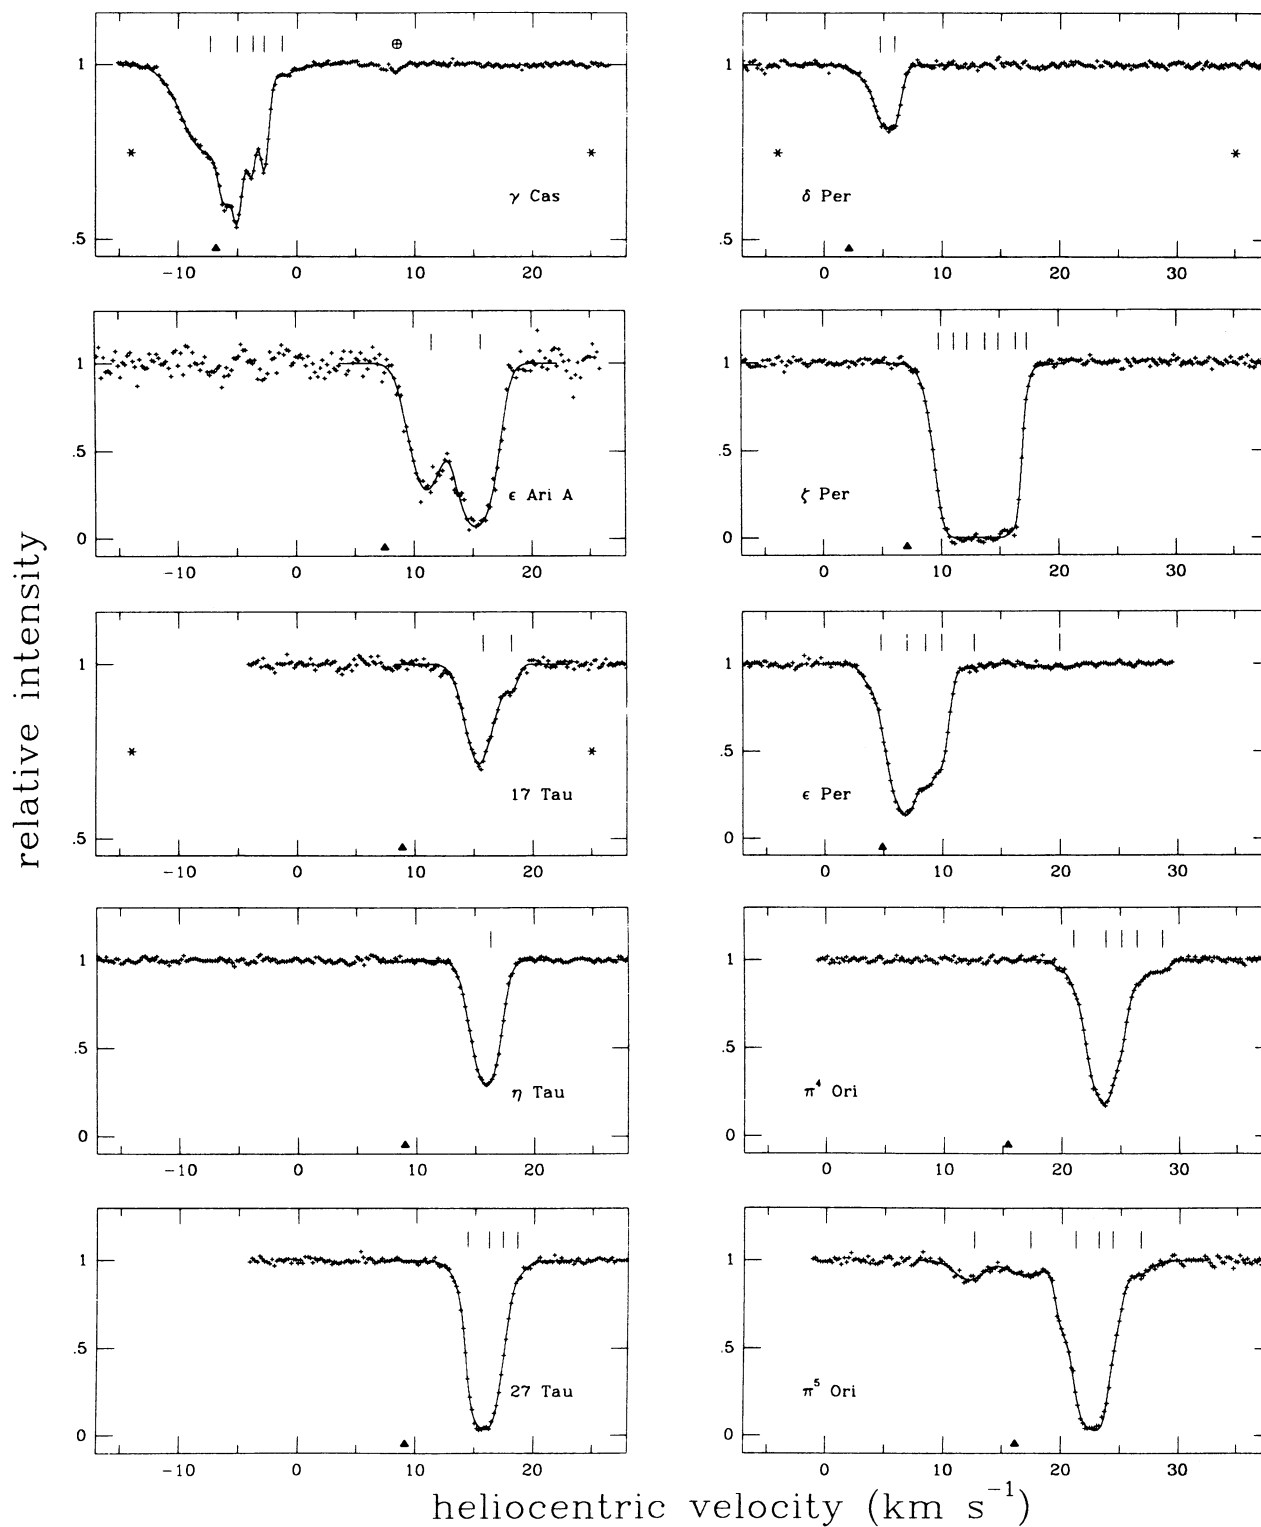 relative intensity
1
.5
γ Cas
⊕
* *
-10 0 10 20
1
.5
δ Per
* *
0 10 20 30
1
.5
0
ε Ari A
-10 0 10 20
1
.5
0
ζ Per
0 10 20 30
1
.5
17 Tau
* *
-10 0 10 20
1
.5
0
ε Per
0 10 20 30
1
.5
0
η Tau
-10 0 10 20
1
.5
0
π⁴ Ori
0 10 20 30
1
.5
0
27 Tau
-10 0 10 20
1
.5
0
π⁵ Ori
0 10 20 30
heliocentric velocity (km s⁻¹)